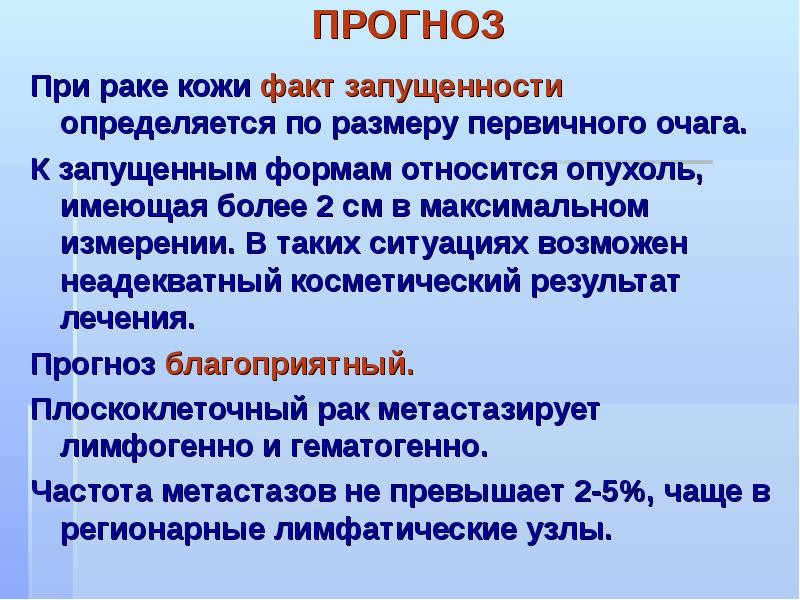 ПРОГНОЗ
При раке кожи факт запущенности
определяется по размеру первичного очага.
К запущенным формам относится опухоль,
имеющая более 2 см в максимальном
измерении. В таких ситуациях возможен
неадекватный косметический результат
лечения.
Прогноз благоприятный.
Плоскоклеточный рак метастазирует
лимфогенно и гематогенно.
Частота метастазов не превышает 2-5%, чаще в
регионарные лимфатические узлы.